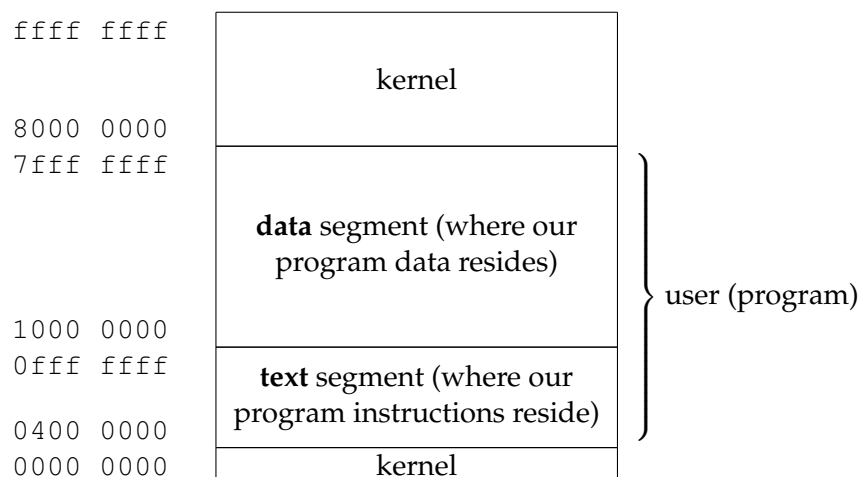 ffff ffff
kernel
8000 0000
7fff ffff
data segment (where our
program data resides)
user (program)
1000 0000
0fff ffff
text segment (where our
program instructions reside)
0400 0000
0000 0000
kernel